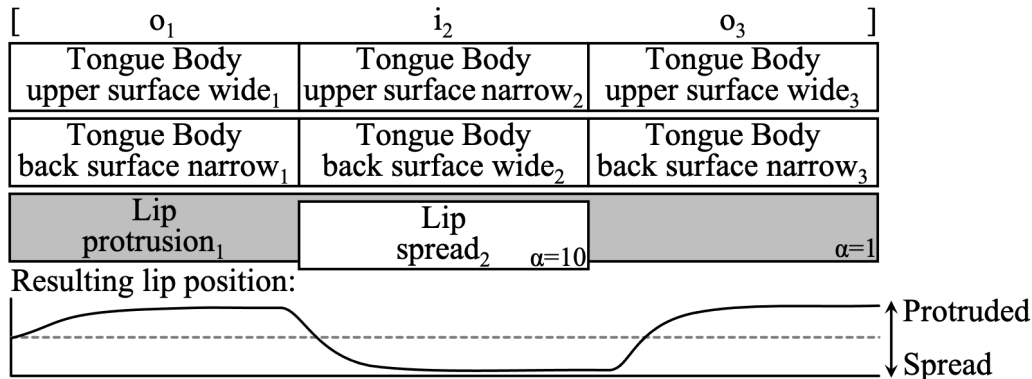 [ o₁ i₂ o₃ ]
Tongue Body Tongue Body Tongue Body
upper surface wide₁ upper surface narrow₂ upper surface wide₃
Tongue Body Tongue Body Tongue Body
back surface narrow₁ back surface wide₂ back surface narrow₃
Lip Lip
protrusion₁ spread₂ α=10 α=1
Resulting lip position:
Protruded
Spread